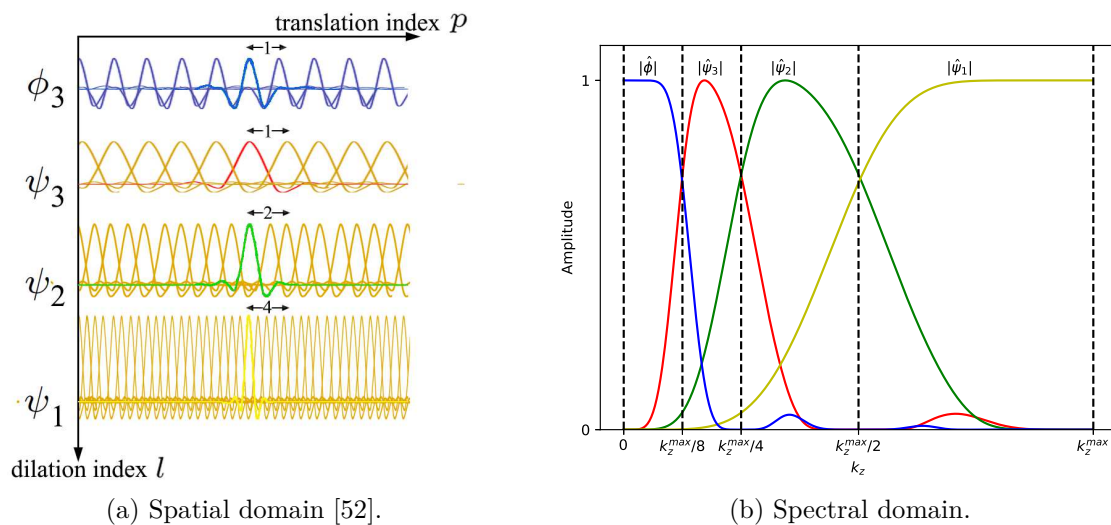 translation index p
1
ϕ3
1
ψ3
2
ψ2
4
ψ1
dilation index l
(a) Spatial domain [52].
|ϕ̂| |ψ̂3| |ψ̂2| |ψ̂1|
1
Amplitude
0
0 k_z^max/8 k_z^max/4 k_z^max/2 k_z^max
k_z
(b) Spectral domain.